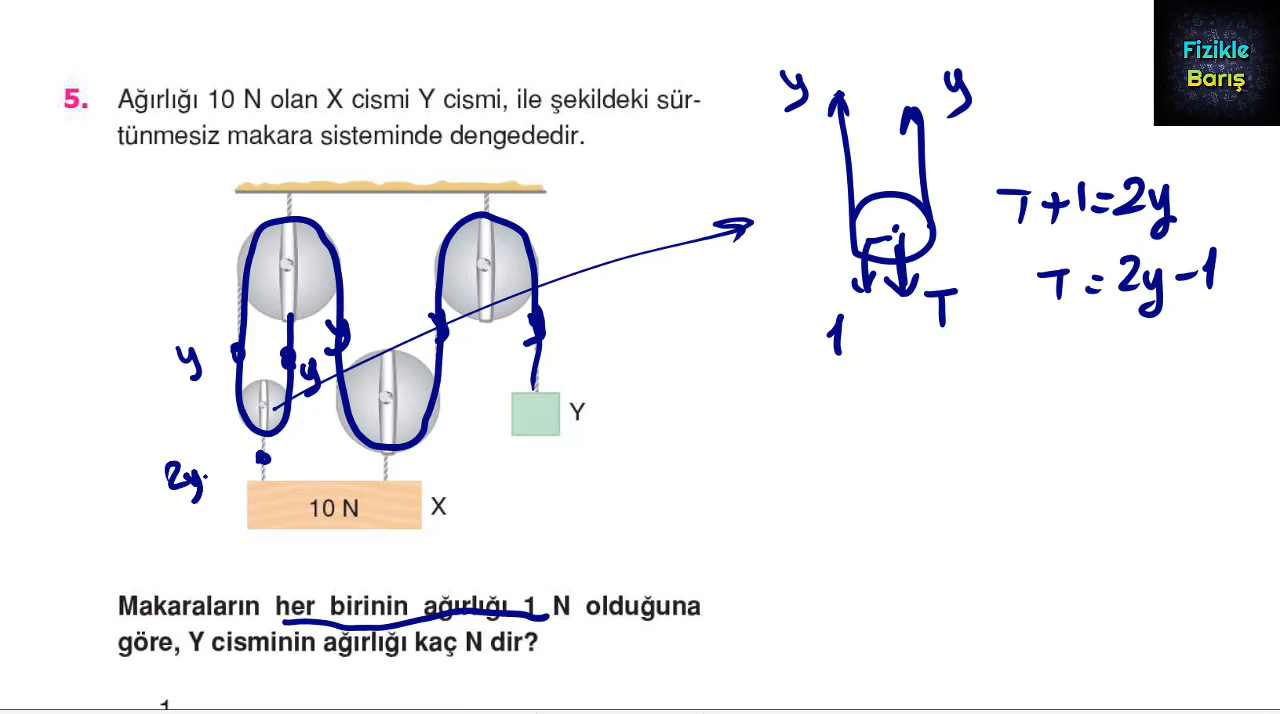 Fizikle
Barış
5. Ağırlığı 10 N olan X cismi Y cismi, ile şekildeki sür-
tünmesiz makara sisteminde dengededir.
y
y
T+1=2y
T=2y-1
1
T
y
y
y
y
y
2y
Y
10 N
X
Makaraların her birinin ağırlığı 1 N olduğuna
göre, Y cisminin ağırlığı kaç N dir?
1